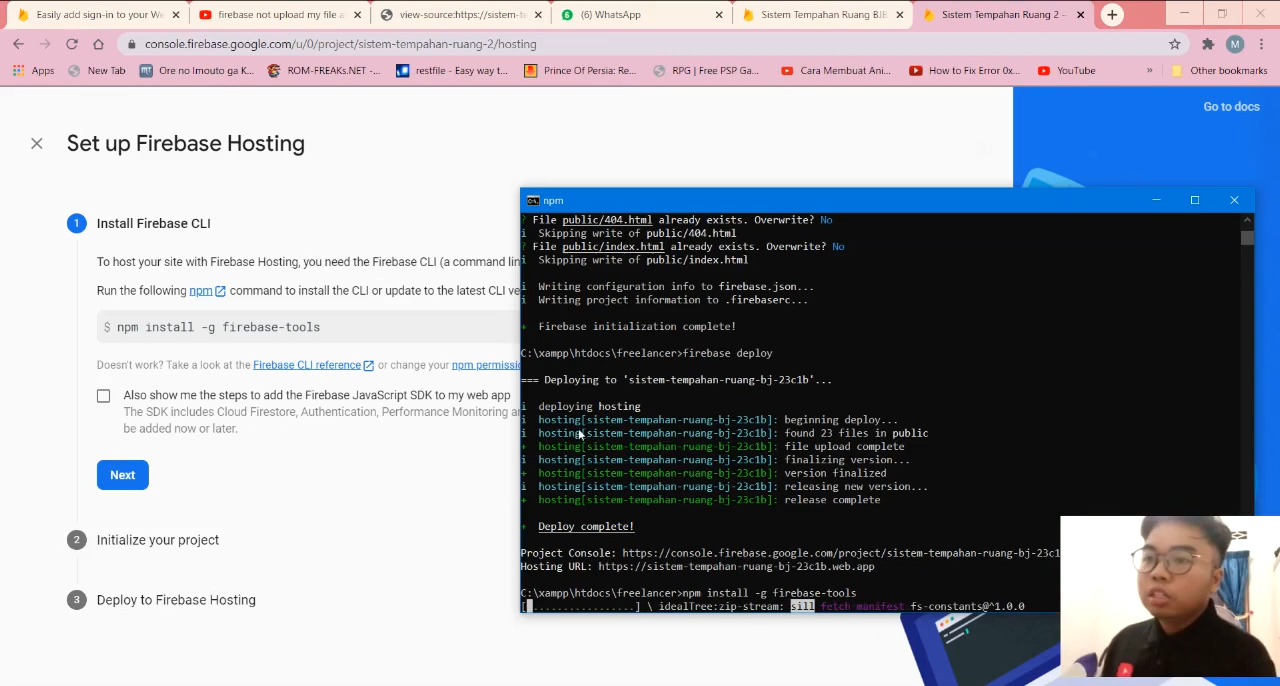 Easily add sign-in to your We
firebase not upload my file a
view-source:https://sistem-te
(6) WhatsApp
Sistem Tempahan Ruang BJB
Sistem Tempahan Ruang 2 –
console.firebase.google.com/u/0/project/sistem-tempahan-ruang-2/hosting
M
Apps
New Tab
Ore no Imouto ga K...
ROM-FREAKs.NET -...
restfile - Easy way t...
Prince Of Persia: Re...
RPG | Free PSP Ga...
Cara Membuat Ani...
How to Fix Error 0x...
YouTube
»
Other bookmarks
Go to docs
Set up Firebase Hosting
1 Install Firebase CLI
To host your site with Firebase Hosting, you need the Firebase CLI (a command lin
Run the following npm command to install the CLI or update to the latest CLI ve
$ npm install -g firebase-tools
Doesn't work? Take a look at the Firebase CLI reference or change your npm permissi
Also show me the steps to add the Firebase JavaScript SDK to my web app
The SDK includes Cloud Firestore, Authentication, Performance Monitoring a
be added now or later.
Next
2 Initialize your project
3 Deploy to Firebase Hosting
npm
? File public/404.html already exists. Overwrite? No
i Skipping write of public/404.html
? File public/index.html already exists. Overwrite? No
i Skipping write of public/index.html
i Writing configuration info to firebase.json...
i Writing project information to .firebaserc...
+ Firebase initialization complete!
C:\xampp\htdocs\freelancer>firebase deploy
=== Deploying to 'sistem-tempahan-ruang-bj-23c1b'...
i deploying hosting
i hosting[sistem-tempahan-ruang-bj-23c1b]: beginning deploy...
i hosting[sistem-tempahan-ruang-bj-23c1b]: found 23 files in public
+ hosting[sistem-tempahan-ruang-bj-23c1b]: file upload complete
i hosting[sistem-tempahan-ruang-bj-23c1b]: finalizing version...
+ hosting[sistem-tempahan-ruang-bj-23c1b]: version finalized
i hosting[sistem-tempahan-ruang-bj-23c1b]: releasing new version...
+ hosting[sistem-tempahan-ruang-bj-23c1b]: release complete
+ Deploy complete!
Project Console: https://console.firebase.google.com/project/sistem-tempahan-ruang-bj-23c1
Hosting URL: https://sistem-tempahan-ruang-bj-23c1b.web.app
C:\xampp\htdocs\freelancer>npm install -g firebase-tools
[ ................] \ idealTree:zip-stream: sill fetch manifest fs-constants@^1.0.0